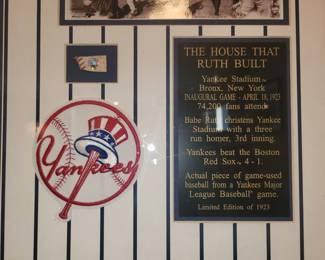 THE HOUSE THAT
RUTH BUILT
Yankee Stadium™
Bronx, New York
INAUGURAL GAME - APRIL 18, 1923
74,200 fans attend
Babe Ruth christens Yankee
Stadium with a three
run homer, 3rd inning.
Yankees beat the Boston
Red Sox™ 4 - 1.
Actual piece of game-used
baseball from a Yankees Major
League Baseball® game.
Limited Edition of 1923
Yankees